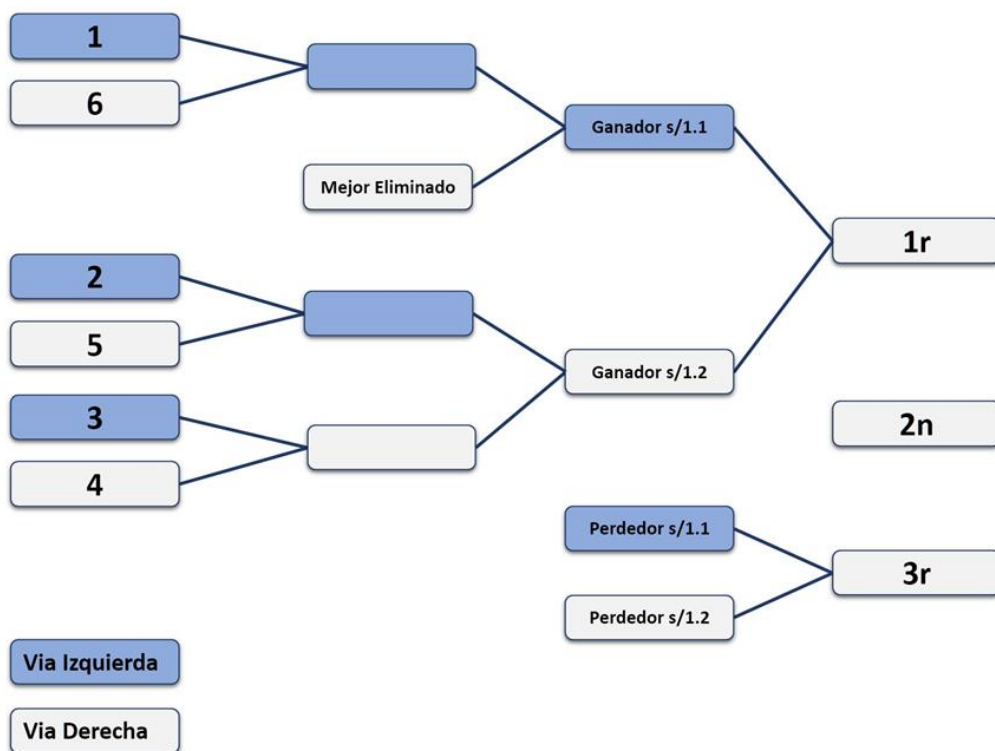 1
6
Mejor Eliminado
Ganador s/1.1
1r
2
5
3
4
Ganador s/1.2
2n
Perdedor s/1.1
Perdedor s/1.2
3r
Via Izquierda
Via Derecha